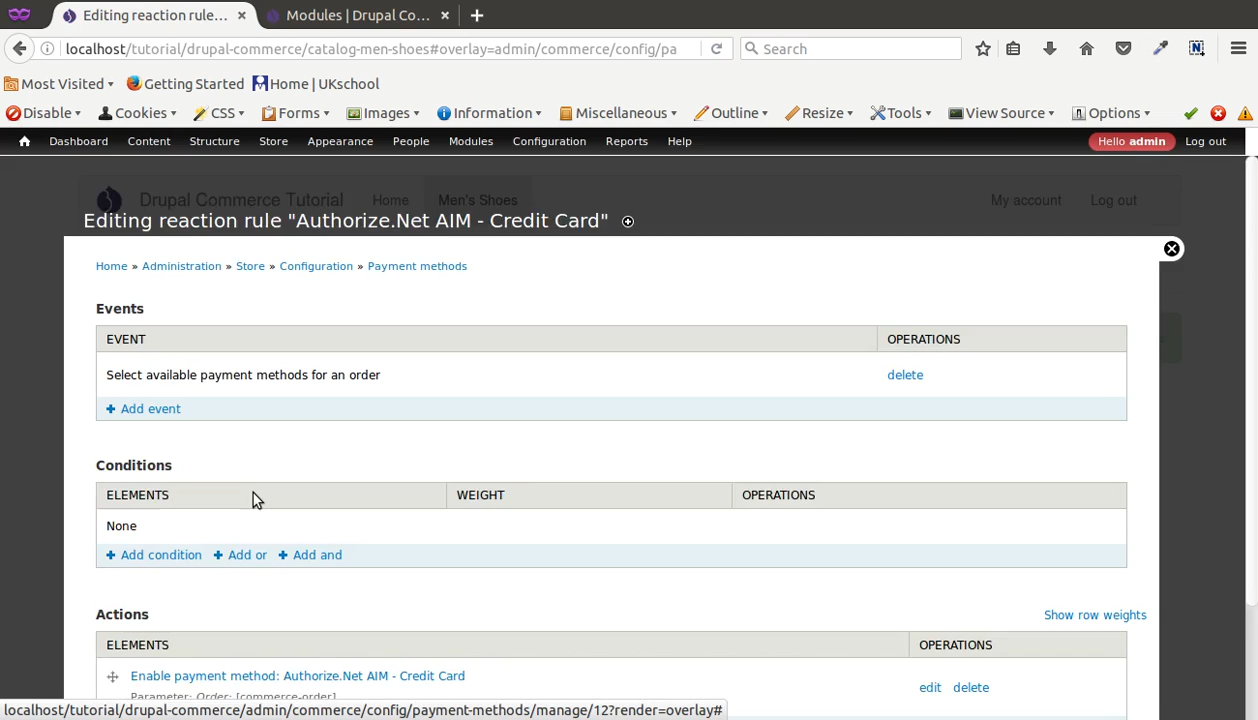 Editing reaction rule... × Modules | Drupal Co... ×
localhost/tutorial/drupal-commerce/catalog-men-shoes#overlay=admin/commerce/config/pa Search
Most Visited Getting Started Home | UKschool
Disable Cookies CSS Forms Images Information Miscellaneous Outline Resize Tools View Source Options
Dashboard Content Structure Store Appearance People Modules Configuration Reports Help Hello admin Log out
Drupal Commerce Tutorial Home Men's Shoes My account Log out
Editing reaction rule "Authorize.Net AIM - Credit Card"
Home » Administration » Store » Configuration » Payment methods
Events
EVENT OPERATIONS
Select available payment methods for an order delete
Add event
Conditions
ELEMENTS WEIGHT OPERATIONS
None
Add condition Add or Add and
Actions Show row weights
ELEMENTS OPERATIONS
Enable payment method: Authorize.Net AIM - Credit Card
edit delete
Parameter: Order: [commerce-order]
localhost/tutorial/drupal-commerce/admin/commerce/config/payment-methods/manage/12?render=overlay#